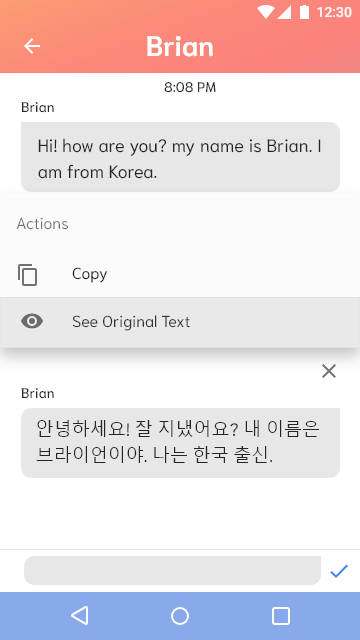 12:30
Brian
8:08 PM
Brian
Hi! how are you? my name is Brian. I
am from Korea.
Actions
Copy
See Original Text
Brian
안녕하세요! 잘 지냈어요? 내 이름은
브라이언이야. 나는 한국 출신.